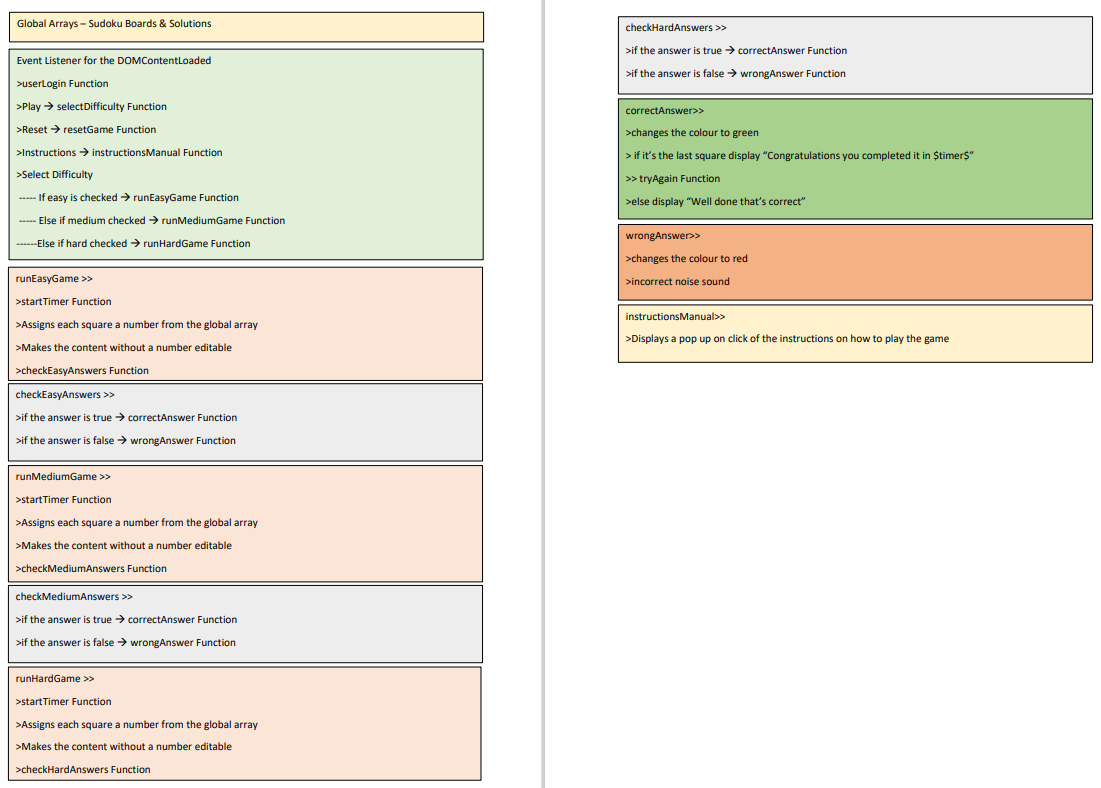 Global Arrays – Sudoku Boards & Solutions
Event Listener for the DOMContentLoaded
>userLogin Function
>Play → selectDifficulty Function
>Reset → resetGame Function
>Instructions → instructionsManual Function
>Select Difficulty
----- If easy is checked → runEasyGame Function
----- Else if medium checked → runMediumGame Function
------Else if hard checked → runHardGame Function
runEasyGame >>
>startTimer Function
>Assigns each square a number from the global array
>Makes the content without a number editable
>checkEasyAnswers Function
checkEasyAnswers >>
>if the answer is true → correctAnswer Function
>if the answer is false → wrongAnswer Function
runMediumGame >>
>startTimer Function
>Assigns each square a number from the global array
>Makes the content without a number editable
>checkMediumAnswers Function
checkMediumAnswers >>
>if the answer is true → correctAnswer Function
>if the answer is false → wrongAnswer Function
runHardGame >>
>startTimer Function
>Assigns each square a number from the global array
>Makes the content without a number editable
>checkHardAnswers Function
checkHardAnswers >>
>if the answer is true → correctAnswer Function
>if the answer is false → wrongAnswer Function
correctAnswer>>
>changes the colour to green
> if it’s the last square display “Congratulations you completed it in $timer$”
>> tryAgain Function
>else display “Well done that’s correct”
wrongAnswer>>
>changes the colour to red
>incorrect noise sound
instructionsManual>>
>Displays a pop up on click of the instructions on how to play the game